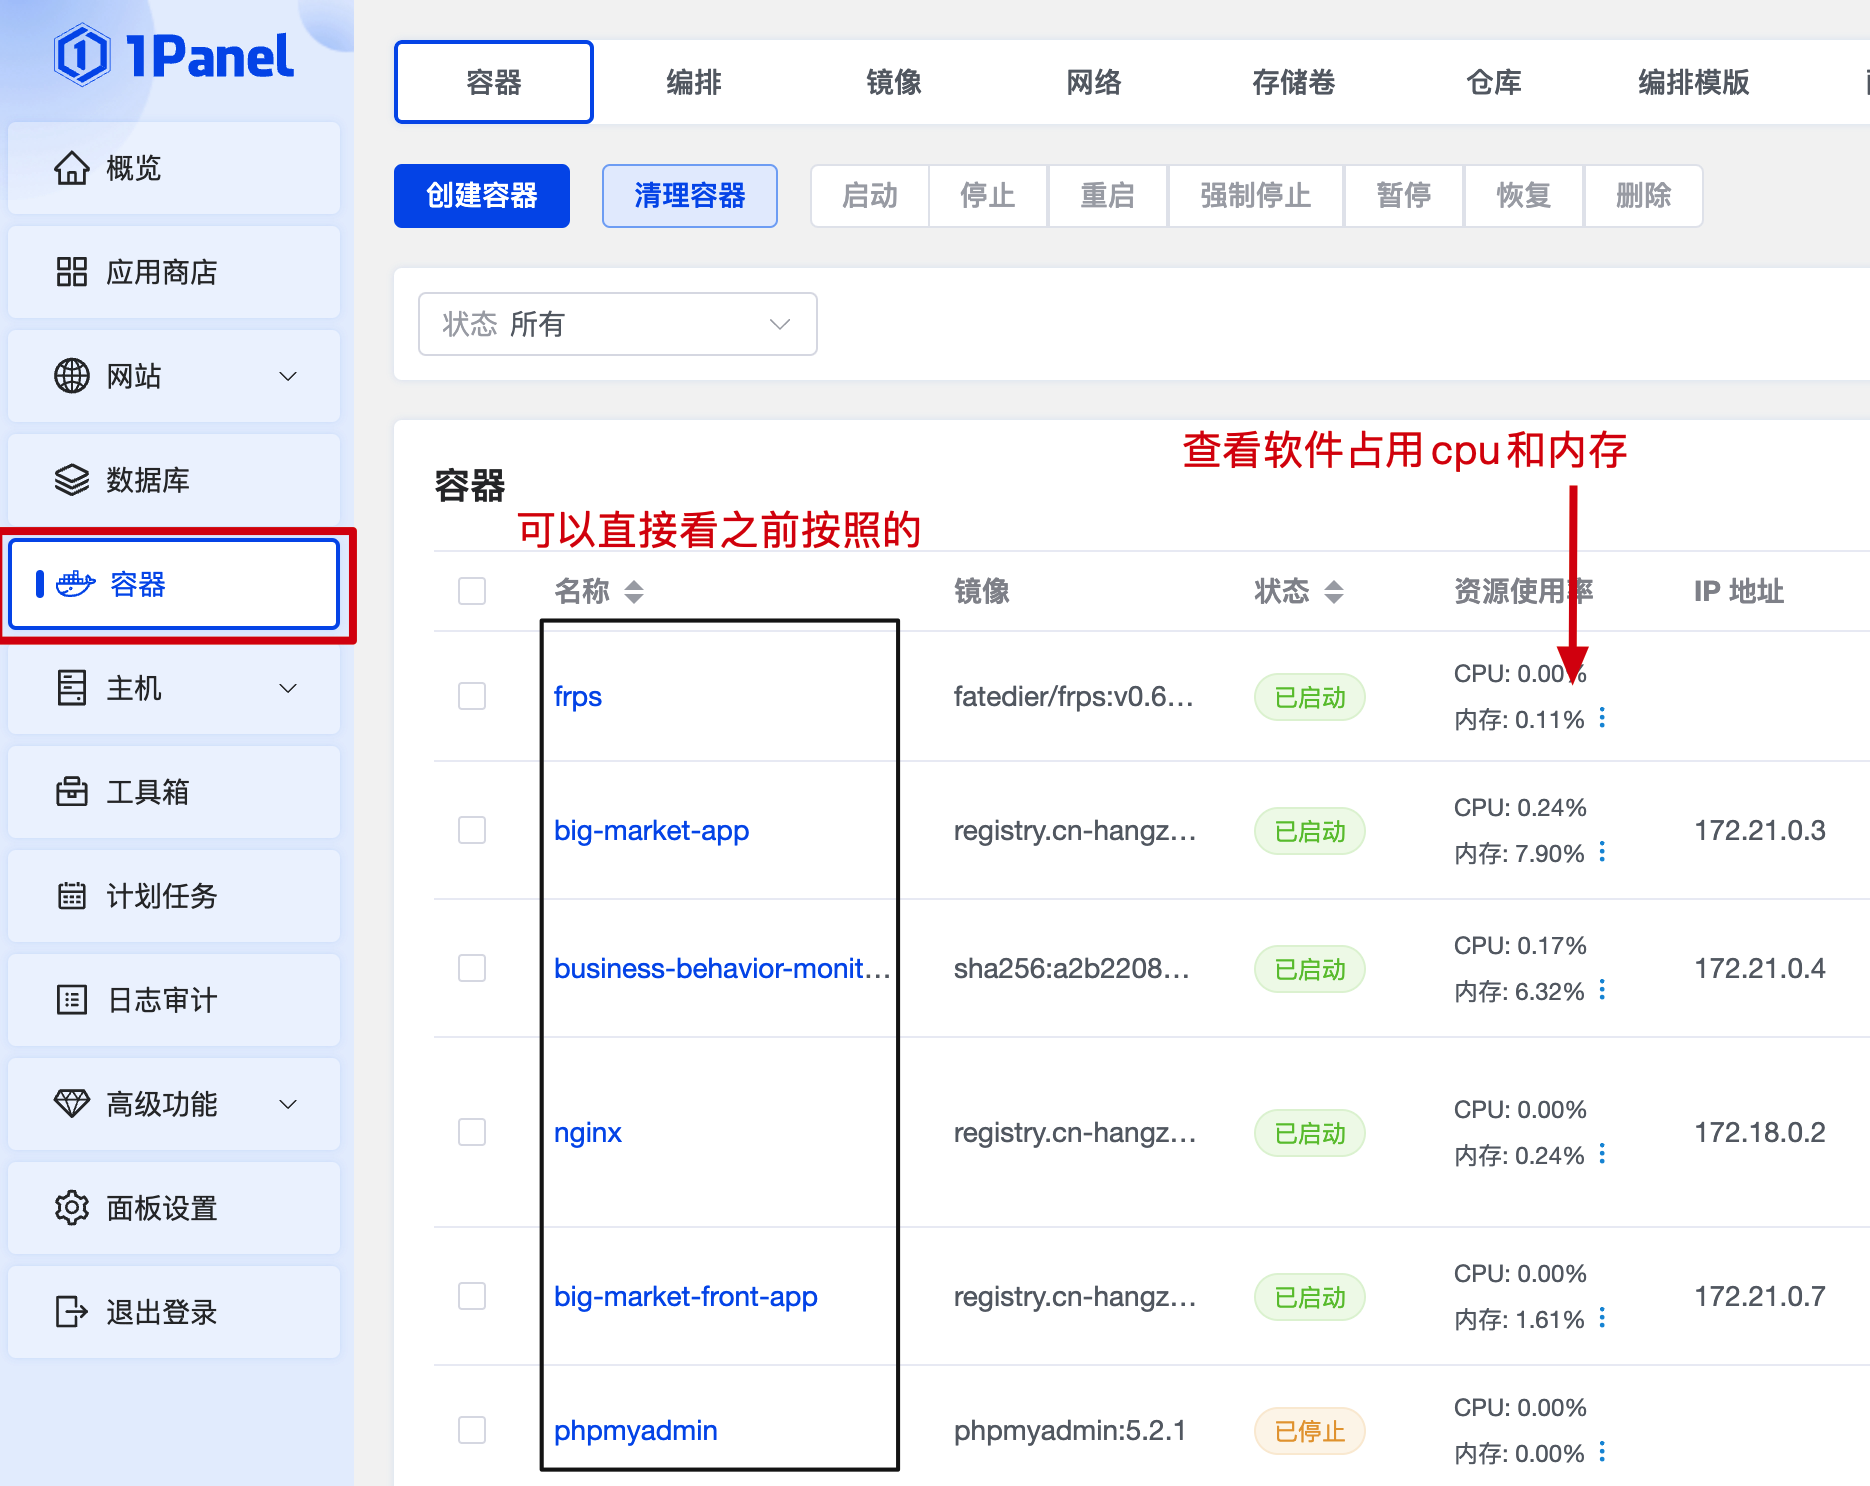 1Panel
概览
应用商店
网站
数据库
容器
主机
工具箱
计划任务
日志审计
高级功能
面板设置
退出登录
容器 编排 镜像 网络 存储卷 仓库 编排模版
创建容器 清理容器 启动 停止 重启 强制停止 暂停 恢复 删除
状态 所有
查看软件占用cpu和内存
容器
可以直接看之前按照的
名称 镜像 状态 资源使用率 IP 地址
frps fatedier/frps:v0.6... 已启动 CPU: 0.00%
内存: 0.11%
big-market-app registry.cn-hangz... 已启动 CPU: 0.24%
内存: 7.90%
172.21.0.3
business-behavior-monit... sha256:a2b2208... 已启动 CPU: 0.17%
内存: 6.32%
172.21.0.4
nginx registry.cn-hangz... 已启动 CPU: 0.00%
内存: 0.24%
172.18.0.2
big-market-front-app registry.cn-hangz... 已启动 CPU: 0.00%
内存: 1.61%
172.21.0.7
phpmyadmin phpmyadmin:5.2.1 已停止 CPU: 0.00%
内存: 0.00%